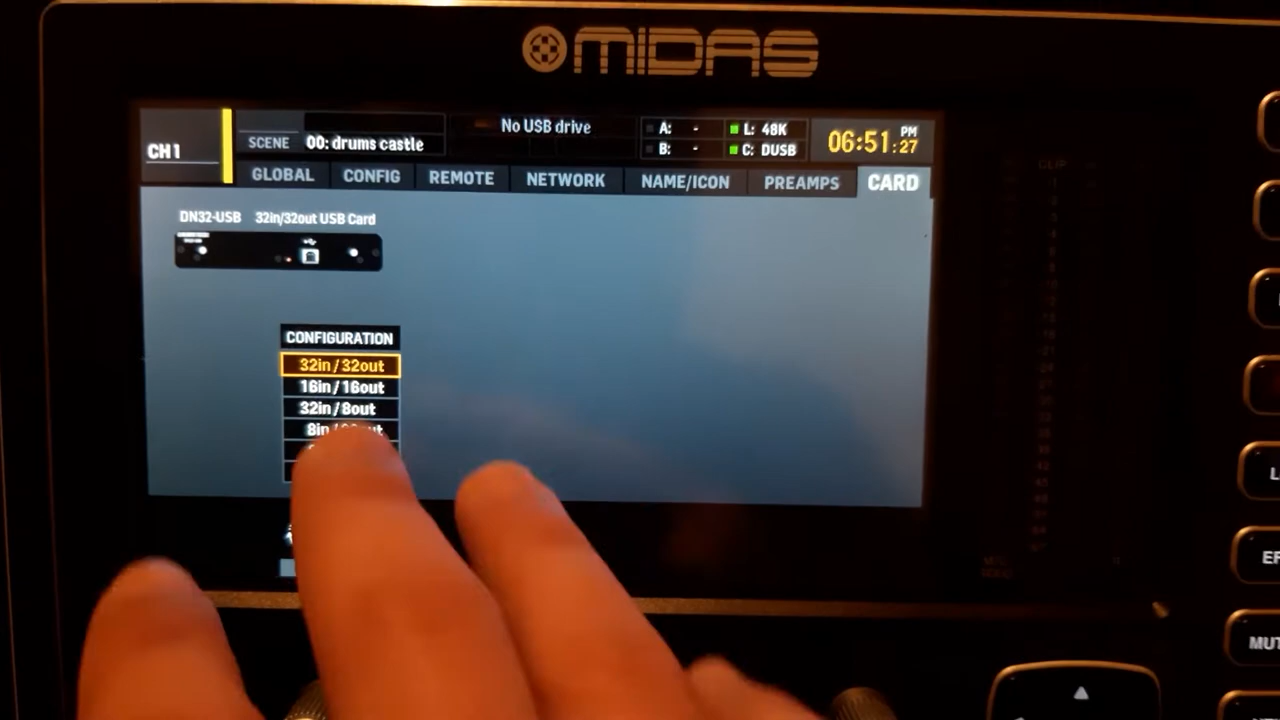 MIDAS
CH 1
SCENE 00: drums castle
No USB drive
A: - L: 48K
B: - C: DUSB
06:51:27 PM
GLOBAL CONFIG REMOTE NETWORK NAME/ICON PREAMPS CARD
DN32-USB 32in/32out USB Card
CONFIGURATION
32in/32out
16in/16out
32in/8out
8in/
CLIP
MUT